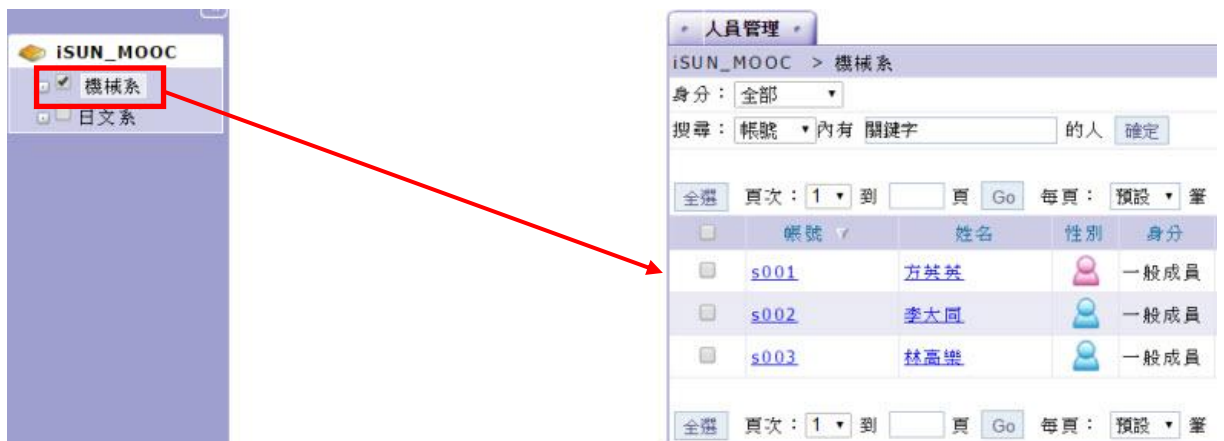 iSUN_MOOC
機械系
日文系
人員管理
iSUN_MOOC > 機械系
身分： 全部
搜尋： 帳號 內有 關鍵字 的人 確定
全選 頁次： 1 到 頁 Go 每頁： 預設 筆
帳號 姓名 性別 身分
s001 方英英 一般成員
s002 李大同 一般成員
s003 林高樂 一般成員
全選 頁次： 1 到 頁 Go 每頁： 預設 筆